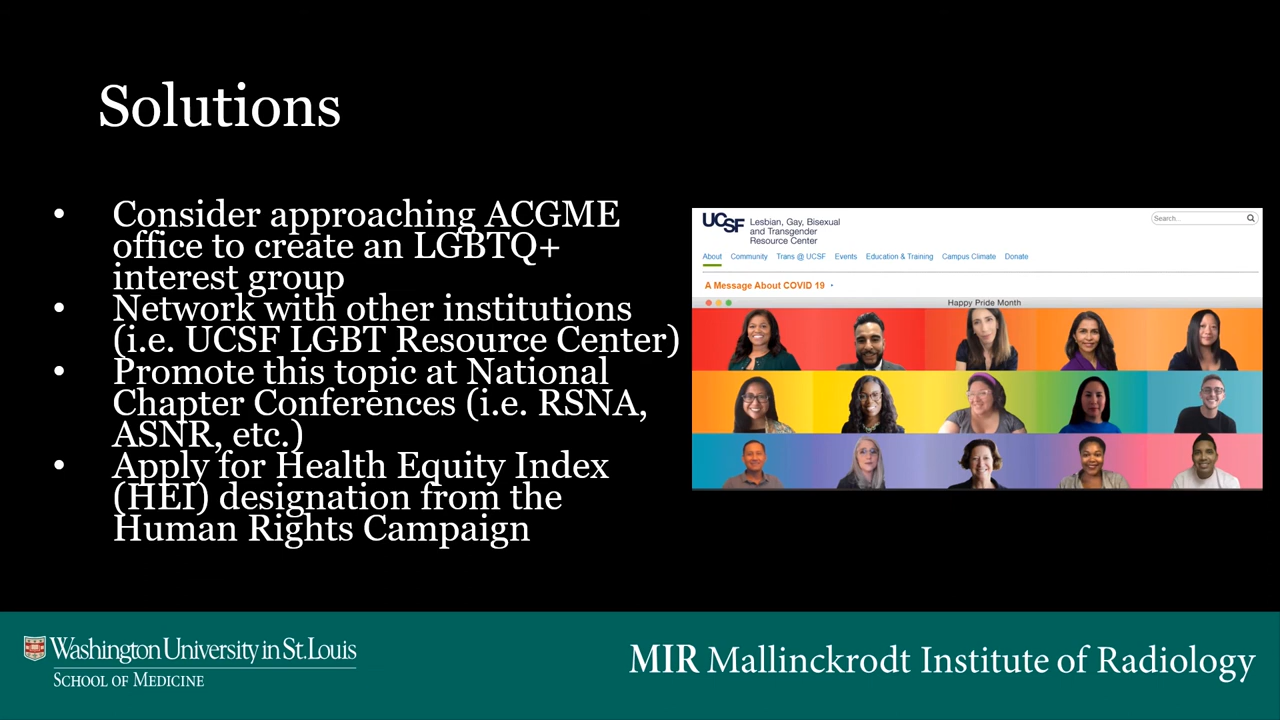 Solutions
• Consider approaching ACGME
office to create an LGBTQ+
interest group
• Network with other institutions
(i.e. UCSF LGBT Resource Center)
• Promote this topic at National
Chapter Conferences (i.e. RSNA,
ASNR, etc.)
• Apply for Health Equity Index
(HEI) designation from the
Human Rights Campaign
UCSF Lesbian, Gay, Bisexual
and Transgender
Resource Center
Search...
About Community Trans @ UCSF Events Education & Training Campus Climate Donate
A Message About COVID 19
Happy Pride Month
Washington University in St. Louis
SCHOOL OF MEDICINE
MIR Mallinckrodt Institute of Radiology